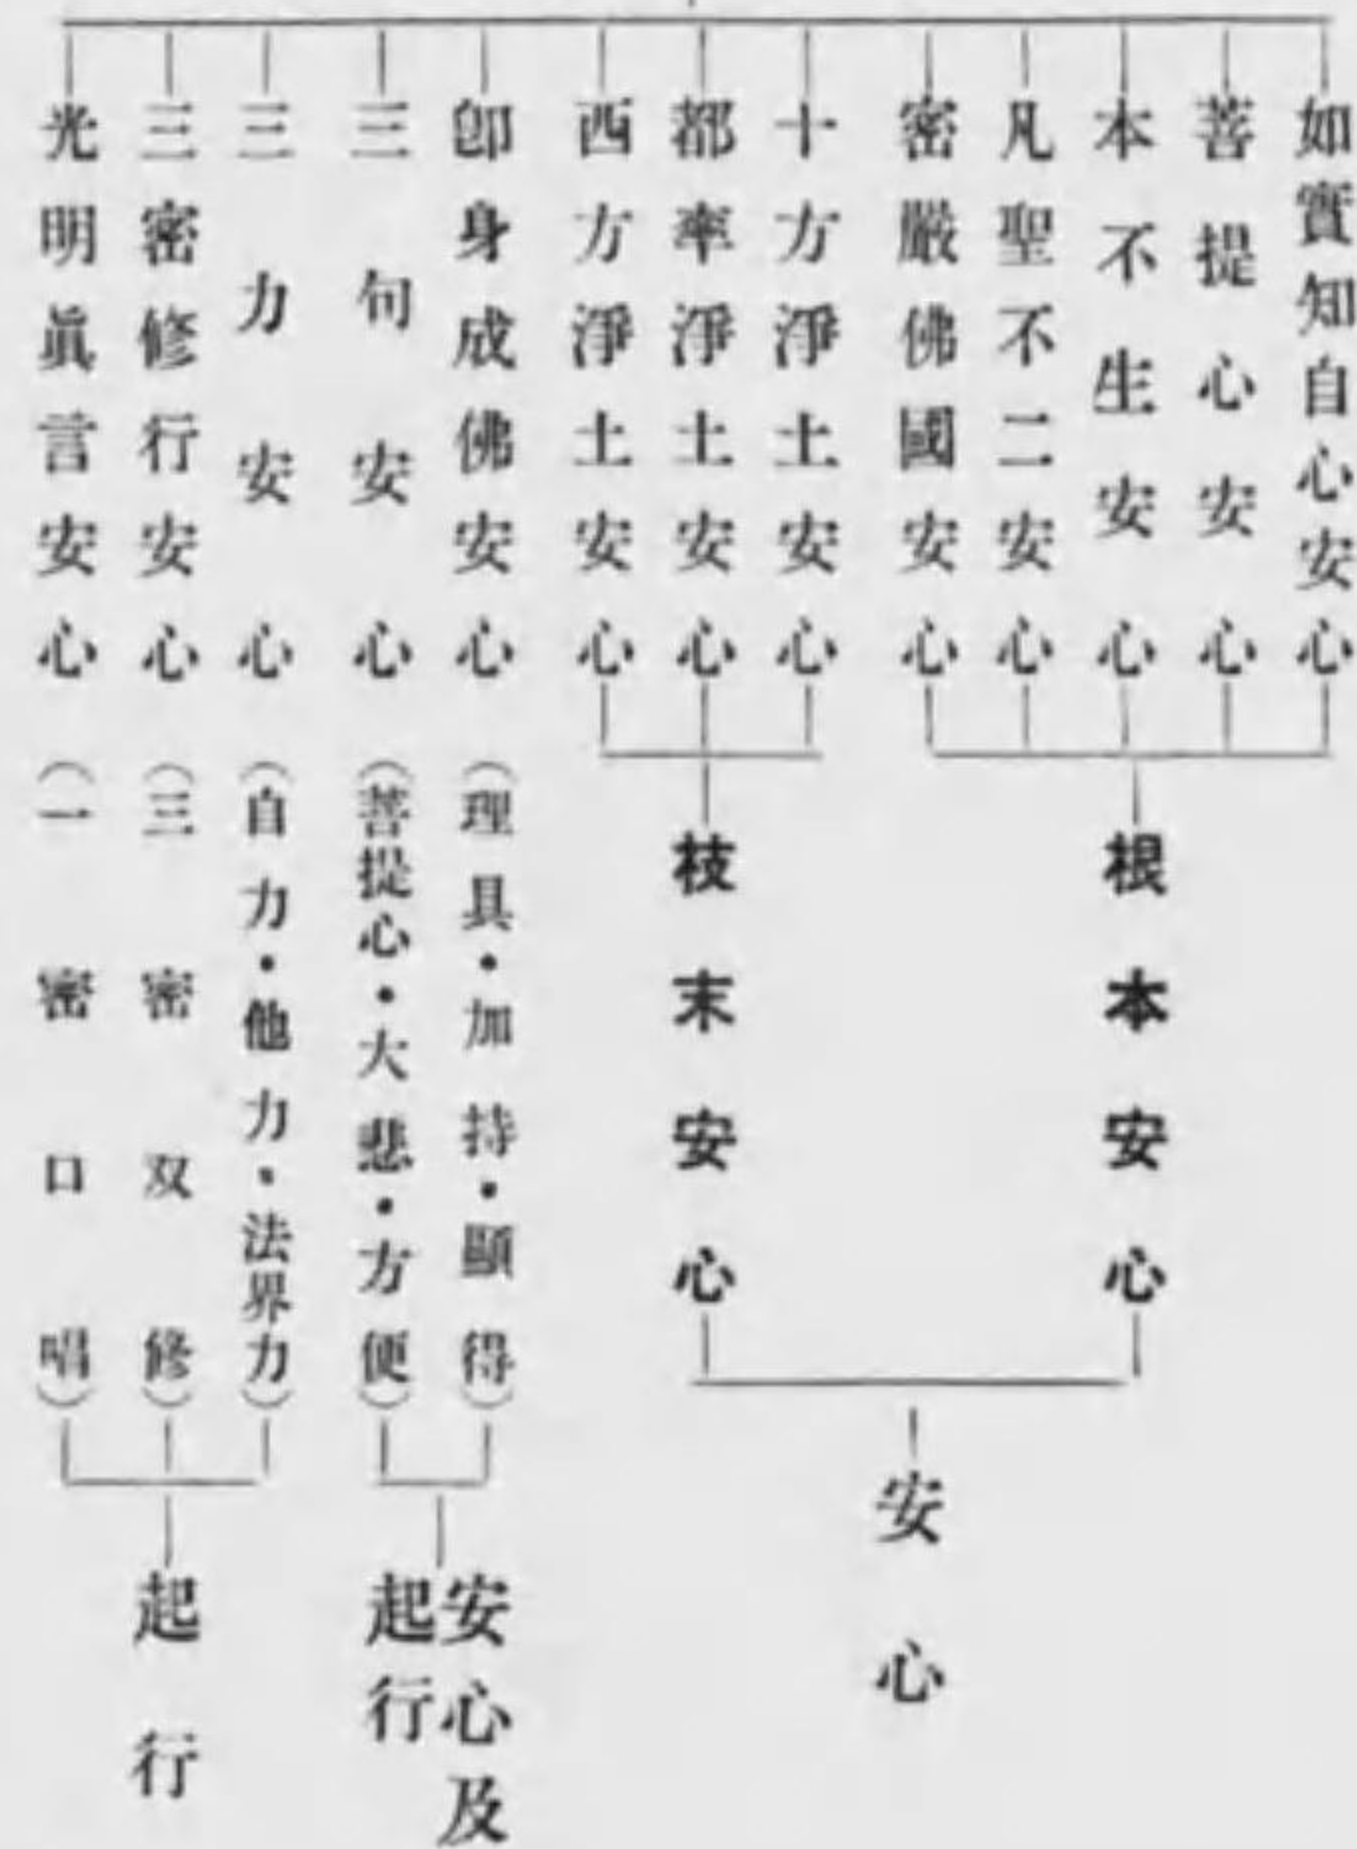 如實知自心安心
菩提心安心
本不生安心
凡聖不二安心
密嚴佛國安心
根本安心
十方淨土安心
都率淨土安心
西方淨土安心
枝末安心
安心
卽身成佛安心
(理具・加持・顯得)
三句安心
(菩提心・大悲・方便)
安心及
起行
三力安心
(自力・他力・法界力)
三密修行安心
(三密双修)
光明眞言安心
(一密口唱)
起行